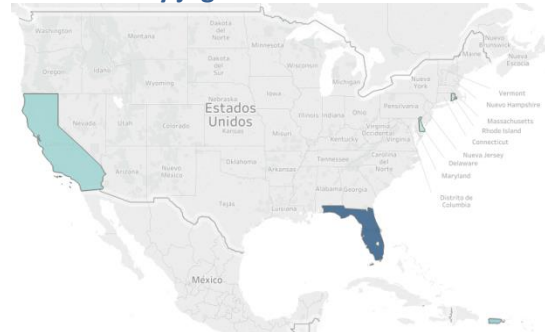 Washington
Montana
Dakota
del
Norte
Minnesota
Dakota
del
Sur
Wisconsin
Michigan
Nueva
York
Maine
Nuevo
Brunswick
Nueva
Escocia
Oregon
Idaho
Wyoming
Nebraska
Iowa
Illinois
Indiana
Ohio
Pensilvania
Vermont
Nuevo Hampshire
Massachusetts
Rhode Island
Connecticut
Nueva Jersey
Delaware
Maryland
Distrito de
Columbia
Nevada
Utah
Colorado
Estados
Unidos
Kansas
Misuri
Kentucky
Virginia
Occidental
Virginia
Arizona
Nuevo
México
Oklahoma
Arkansas
Tennessee
Carolina
del
Norte
Alabama
Georgia
Texas
Luisiana
México